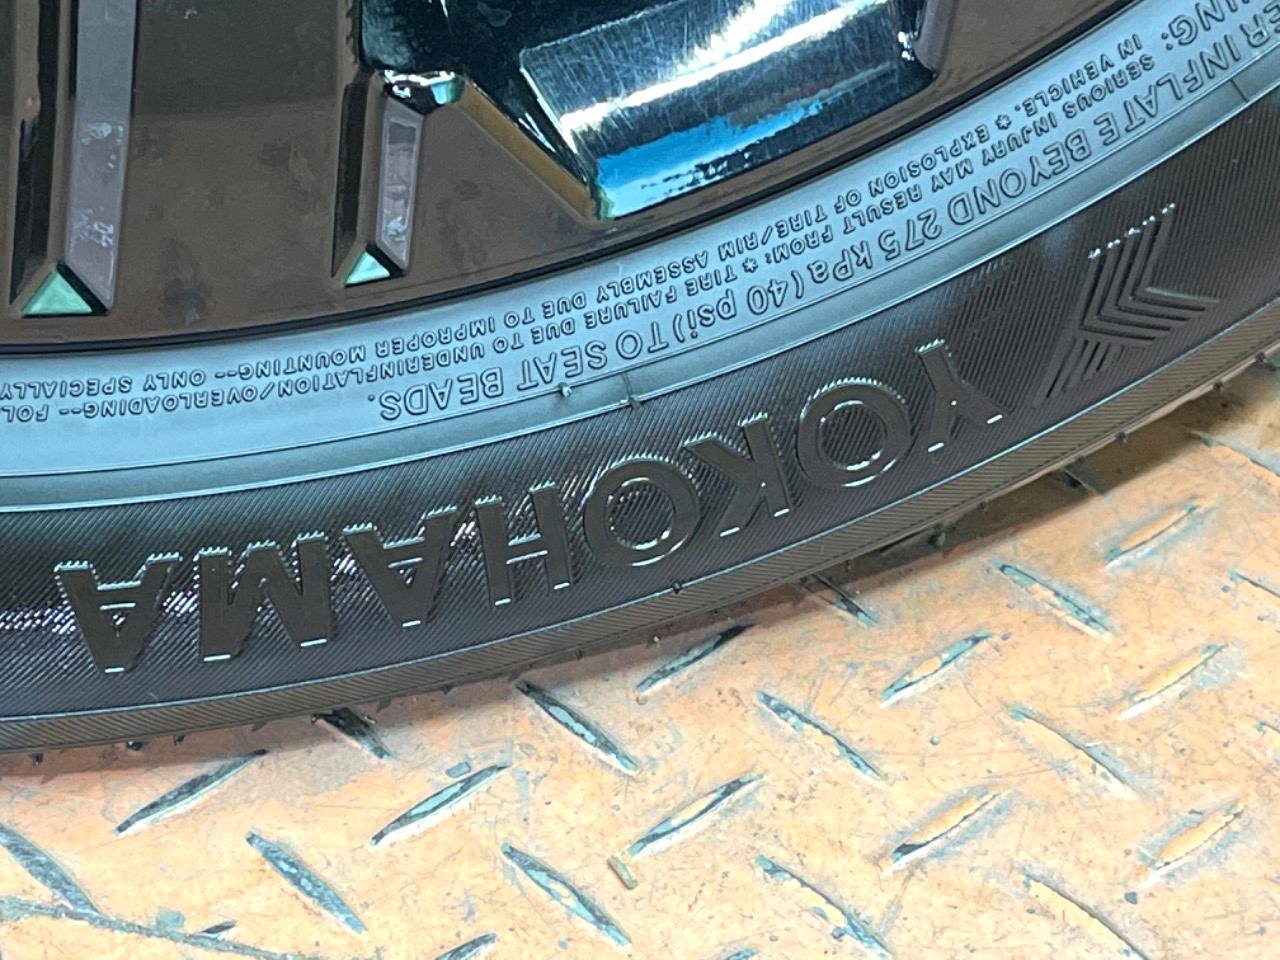 YOKOHAMA
ER INFLATE BEYOND 275 kPa (40 psi) TO SEAT BEADS.
NING: SERIOUS INJURY MAY RESULT FROM: * TIRE FAILURE DUE TO UNDERINFLATION/OVERLOADING-- FOL
IN VEHICLE. * EXPLOSION OF TIRE/RIM ASSEMBLY DUE TO IMPROPER MOUNTING-- ONLY SPECIALLY